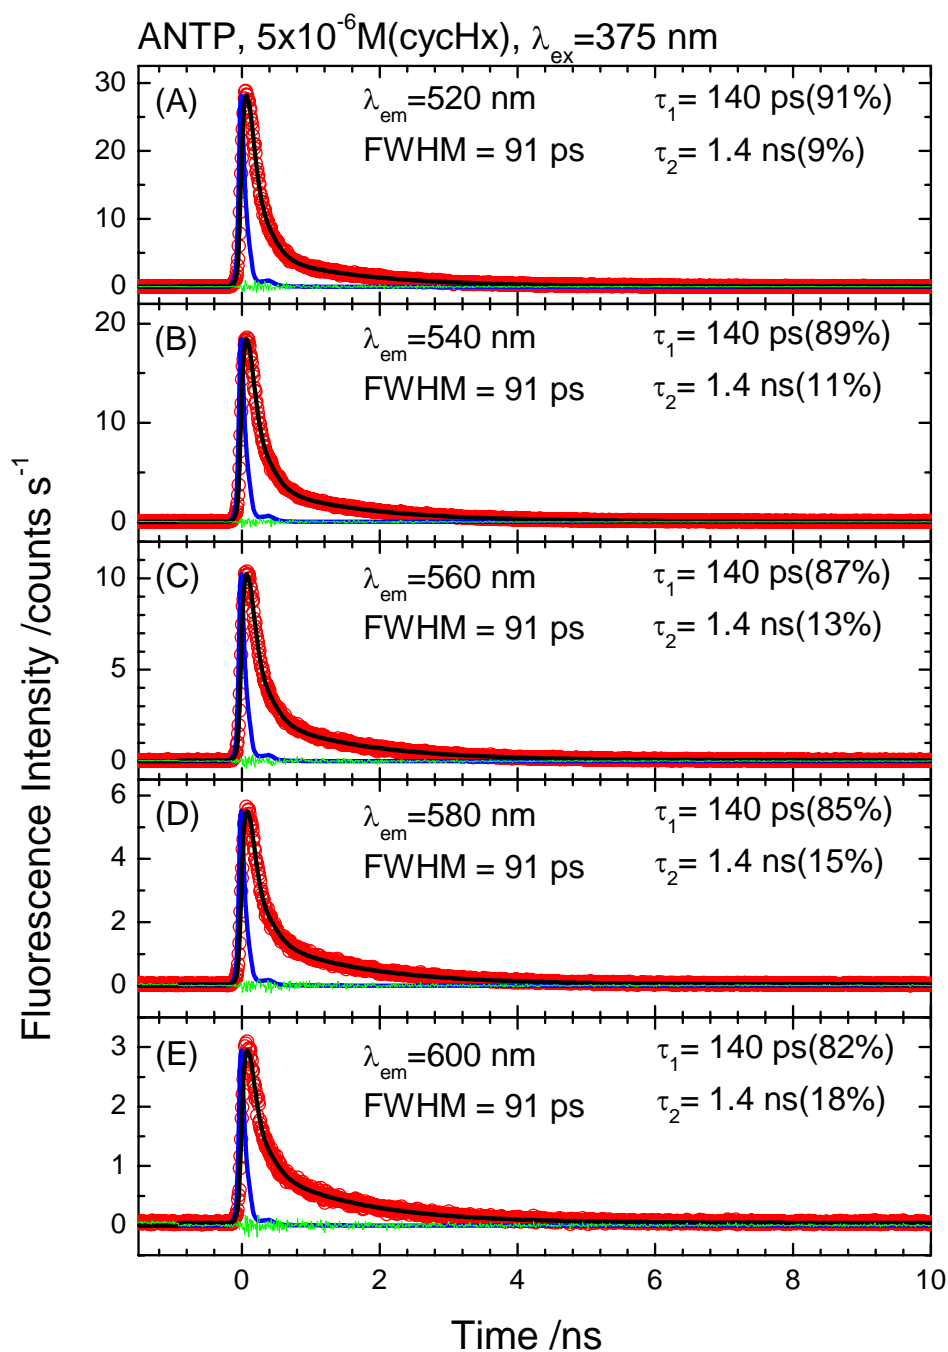 ANTP, 5x10⁻⁶M(cycHx), λex=375 nm
Fluorescence Intensity /counts s⁻¹
(A) λem=520 nm τ1= 140 ps(91%)
FWHM = 91 ps τ2= 1.4 ns(9%)
30
20
10
0
(B) λem=540 nm τ1= 140 ps(89%)
FWHM = 91 ps τ2= 1.4 ns(11%)
20
10
0
(C) λem=560 nm τ1= 140 ps(87%)
FWHM = 91 ps τ2= 1.4 ns(13%)
10
5
0
(D) λem=580 nm τ1= 140 ps(85%)
FWHM = 91 ps τ2= 1.4 ns(15%)
6
4
2
0
(E) λem=600 nm τ1= 140 ps(82%)
FWHM = 91 ps τ2= 1.4 ns(18%)
3
2
1
0
0 2 4 6 8 10
Time /ns